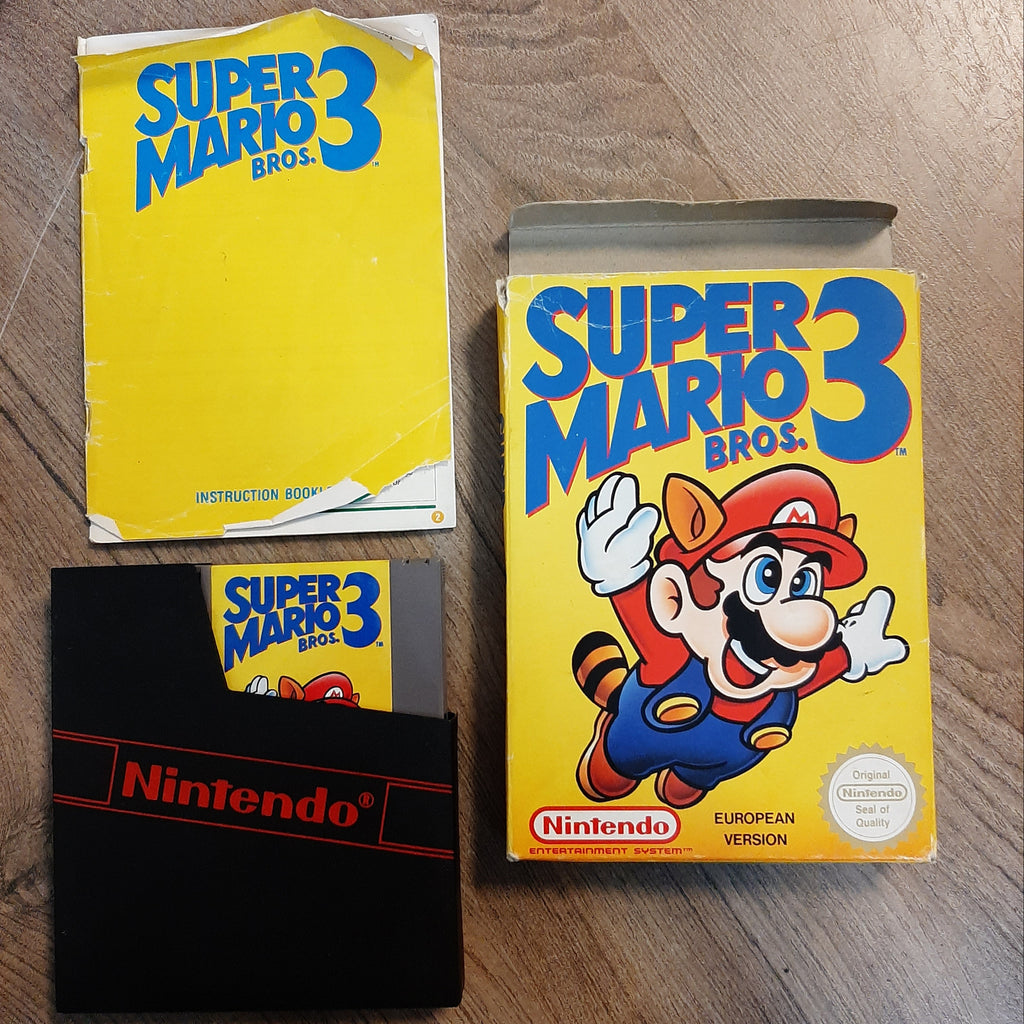 SUPER
MARIO
BROS.
3
TM
INSTRUCTION
2
SUPER
MARIO
BROS.
3
TM
M
Nintendo®
SUPER
MARIO
BROS.
3
TM
M
Nintendo
ENTERTAINMENT SYSTEM™
EUROPEAN
VERSION
Original
Nintendo
Seal of
Quality